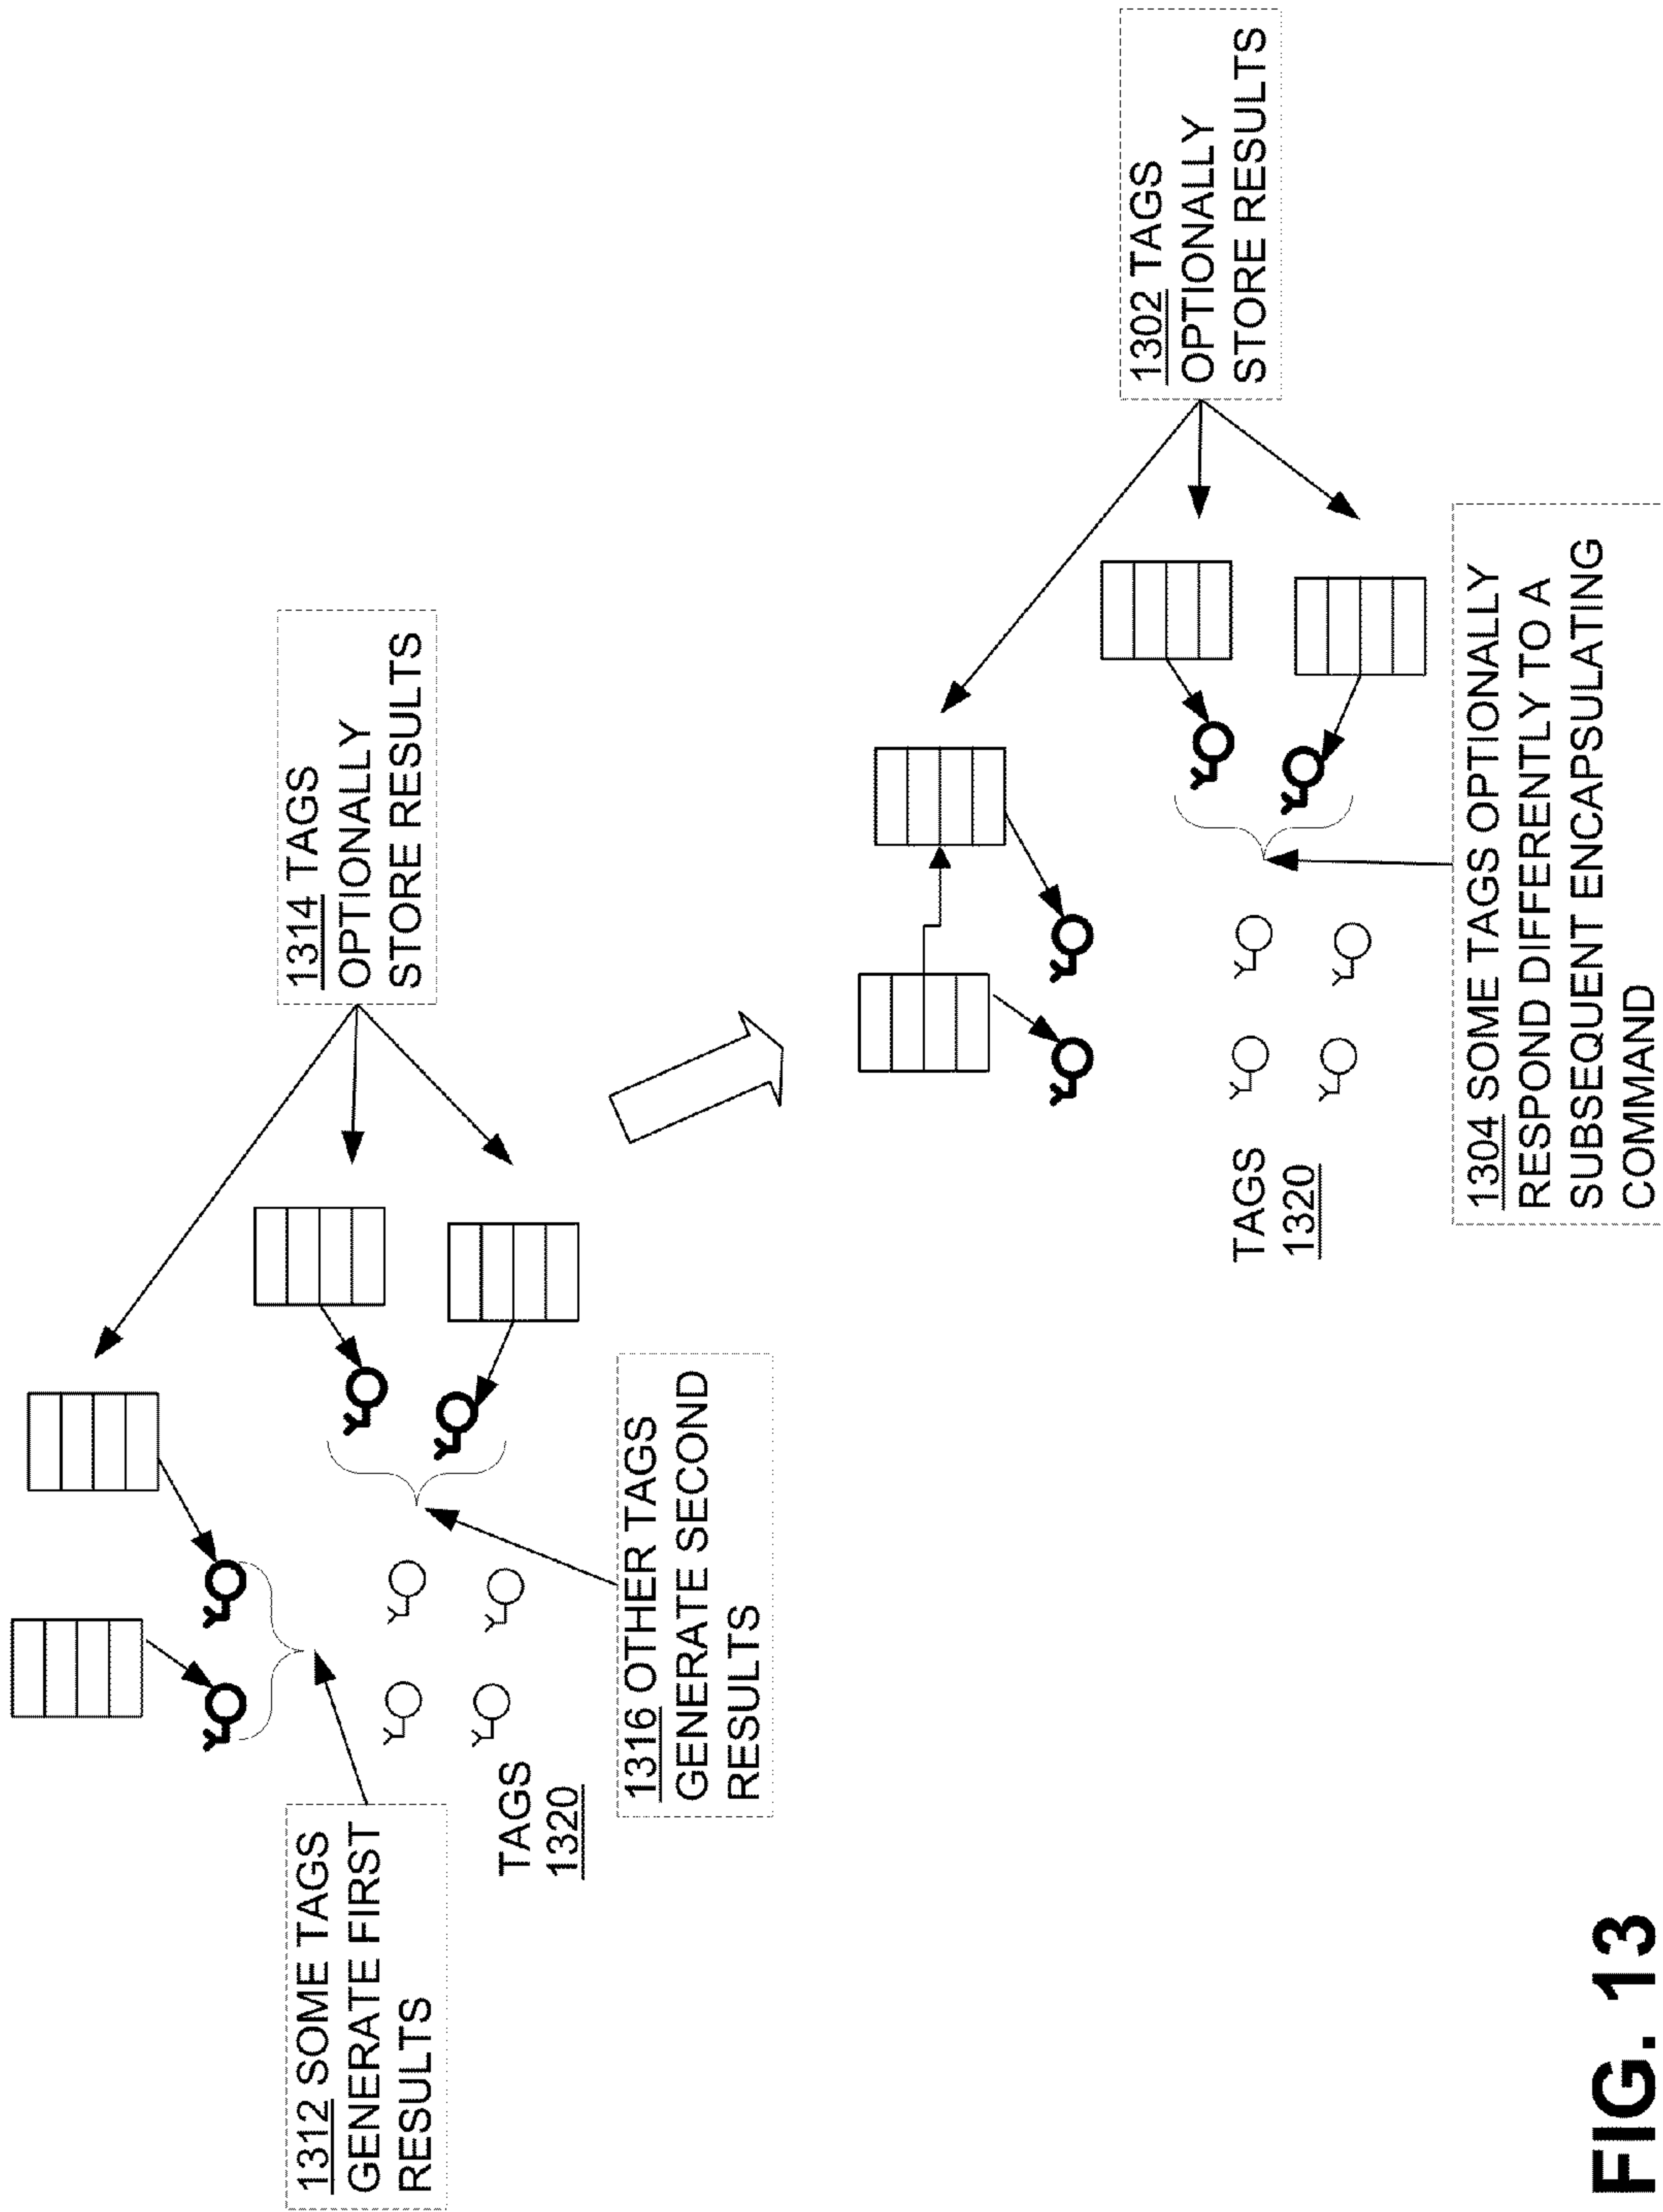 1312 SOME TAGS
GENERATE FIRST
RESULTS
1314 TAGS
OPTIONALLY
STORE RESULTS
TAGS
1320
1316 OTHER TAGS
GENERATE SECOND
RESULTS
1302 TAGS
OPTIONALLY
STORE RESULTS
TAGS
1320
1304 SOME TAGS OPTIONALLY
RESPOND DIFFERENTLY TO A
SUBSEQUENT ENCAPSULATING
COMMAND
FIG. 13